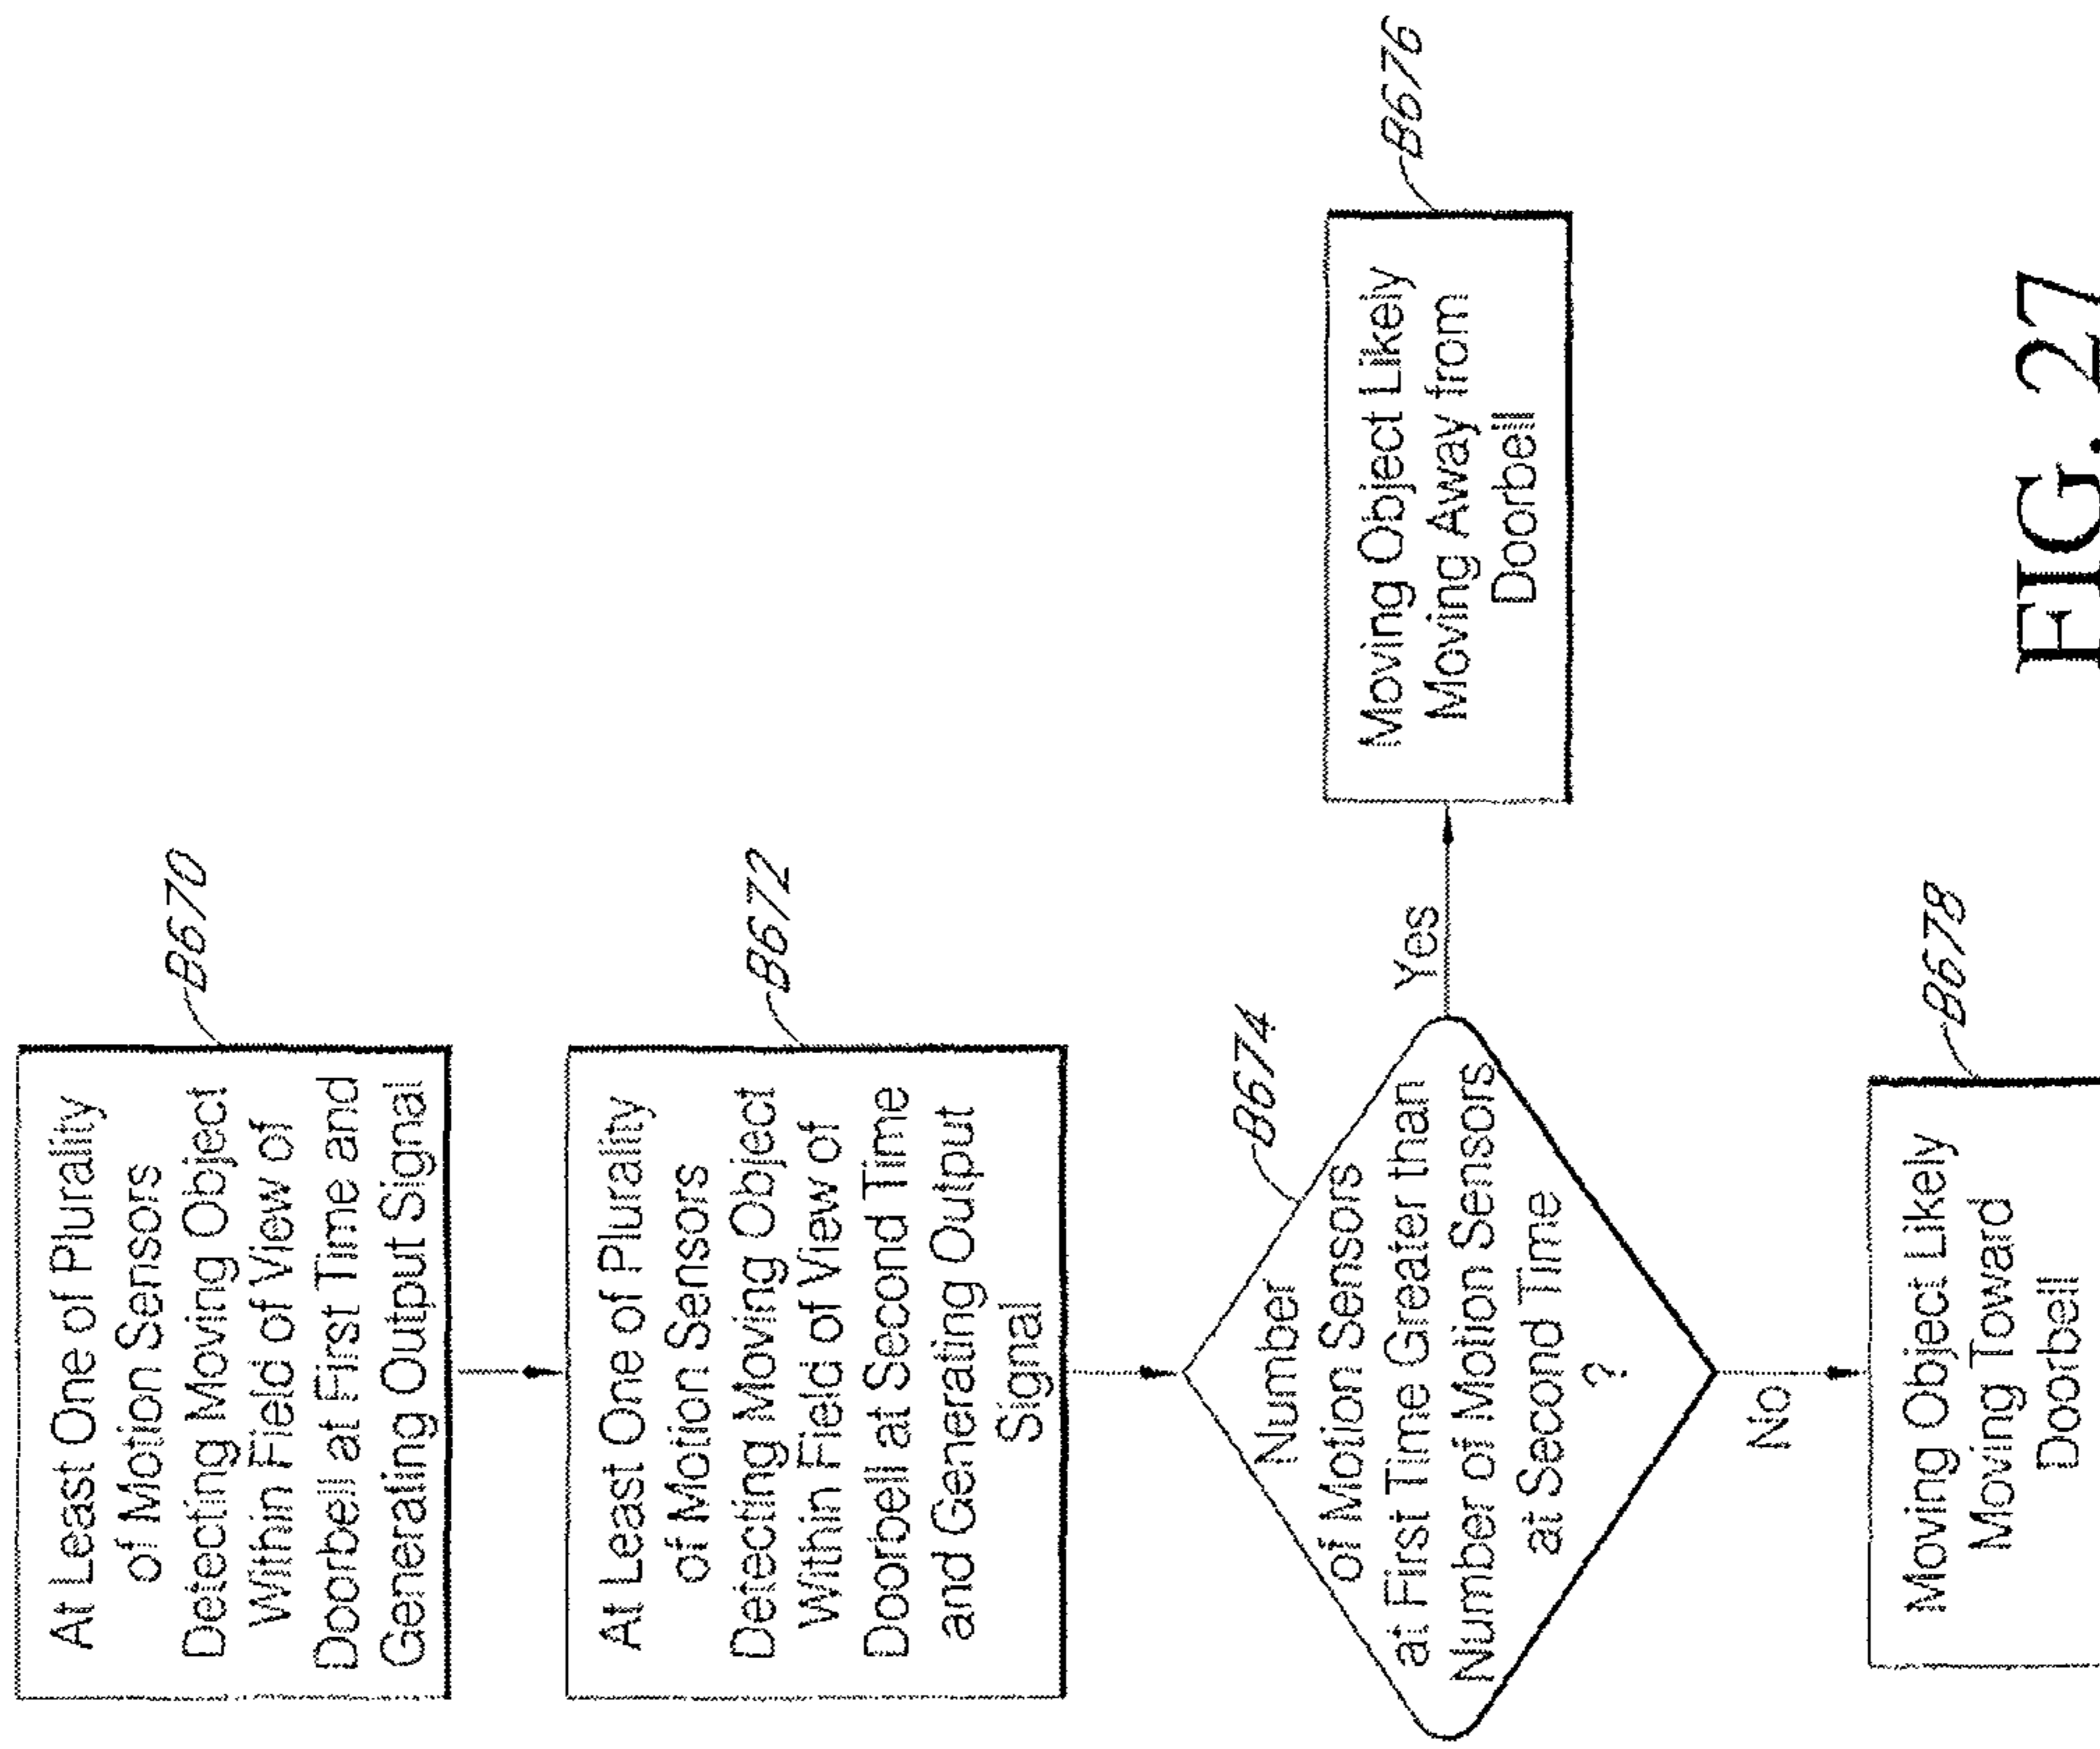 At Least One of Plurality
of Motion Sensors
Detecting Moving Object
Within Field of View of
Doorbell at First Time and
Generating Output Signal
B670
At Least One of Plurality
of Motion Sensors
Detecting Moving Object
Within Field of View of
Doorbell at Second Time
and Generating Output
Signal
B672
Number
of Motion Sensors
at First Time Greater than
Number of Motion Sensors
at Second Time
?
B674
Yes
Moving Object Likely
Moving Away from
Doorbell
B676
No
Moving Object Likely
Moving Toward
Doorbell
B678
FIG. 27